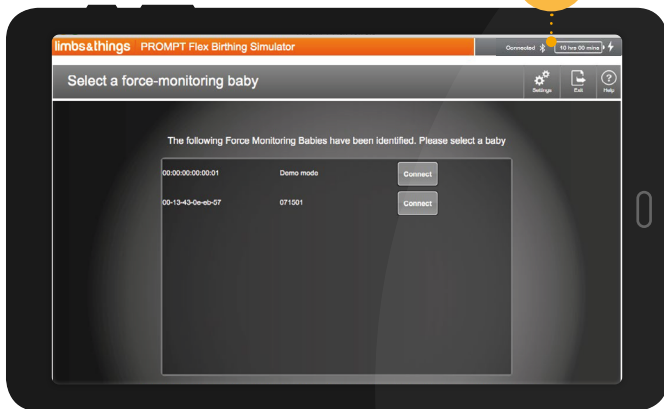 limbs&things PROMPT Flex Birthing Simulator
Connected 10 hrs 00 mins
Select a force-monitoring baby
Settings Exit Help
The following Force Monitoring Babies have been identified. Please select a baby
00:00:00:00:00:01 Demo mode Connect
00-13-43-0e-eb-57 071501 Connect